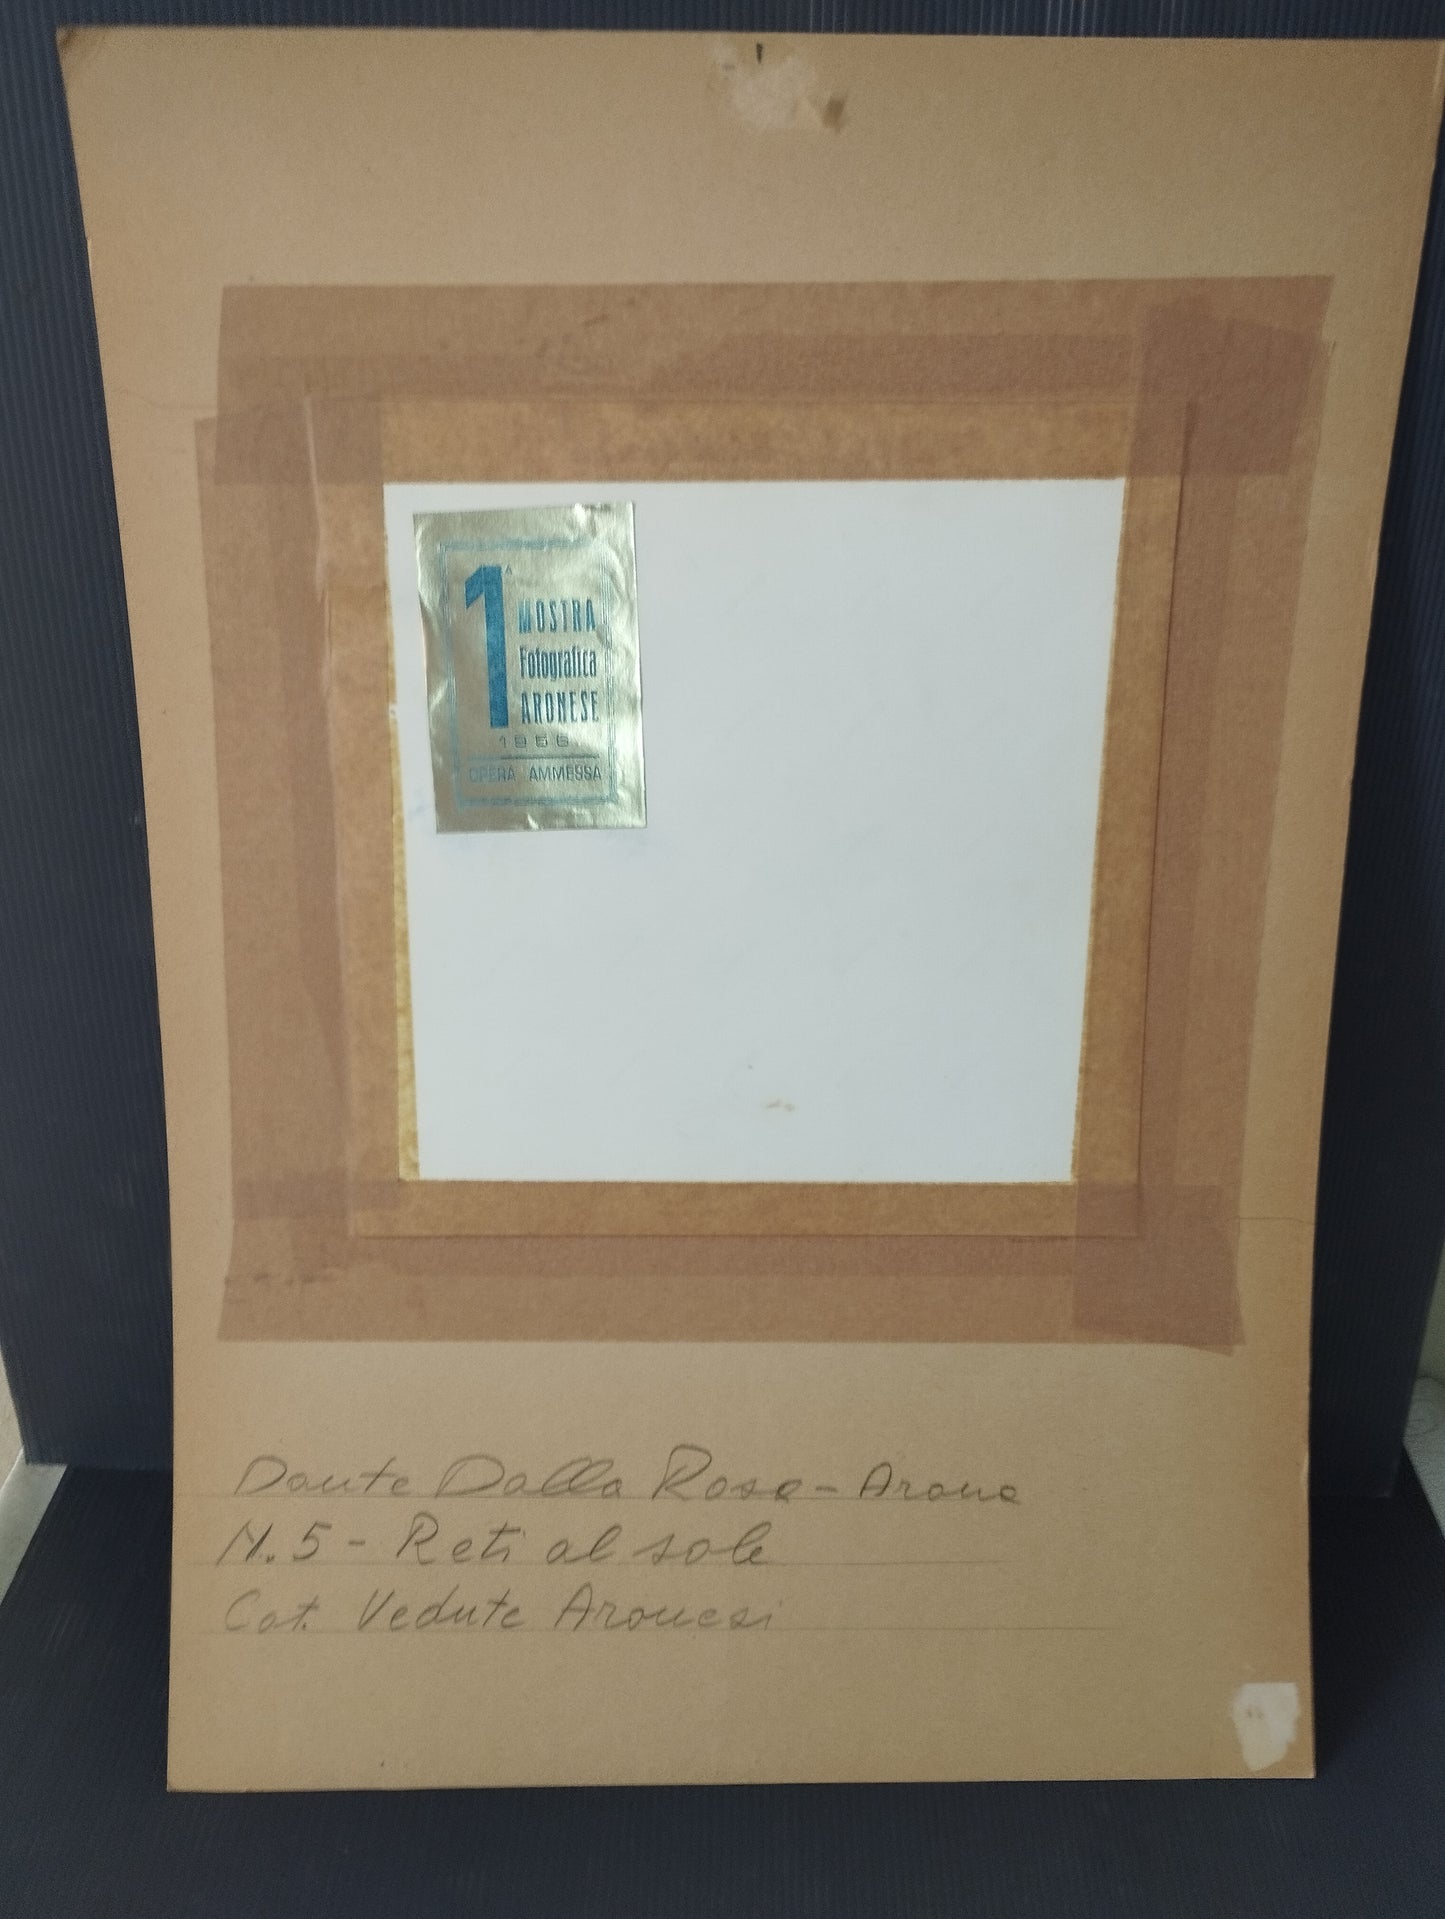 1A MOSTRA
Fotografica
ARONESE
1956
OPERA AMMESSA
Dante Dalla Rosa - Arona
N. 5 - Reti al sole
Cat. Vedute Aronesi